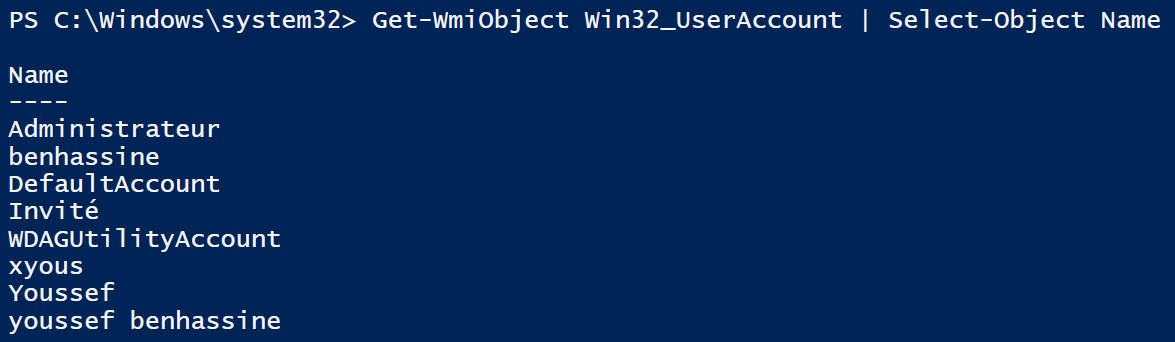 PS C:\Windows\system32> Get-WmiObject Win32_UserAccount | Select-Object Name
Name
----
Administrateur
benhassine
DefaultAccount
Invité
WDAGUtilityAccount
xyous
Youssef
youssef benhassine